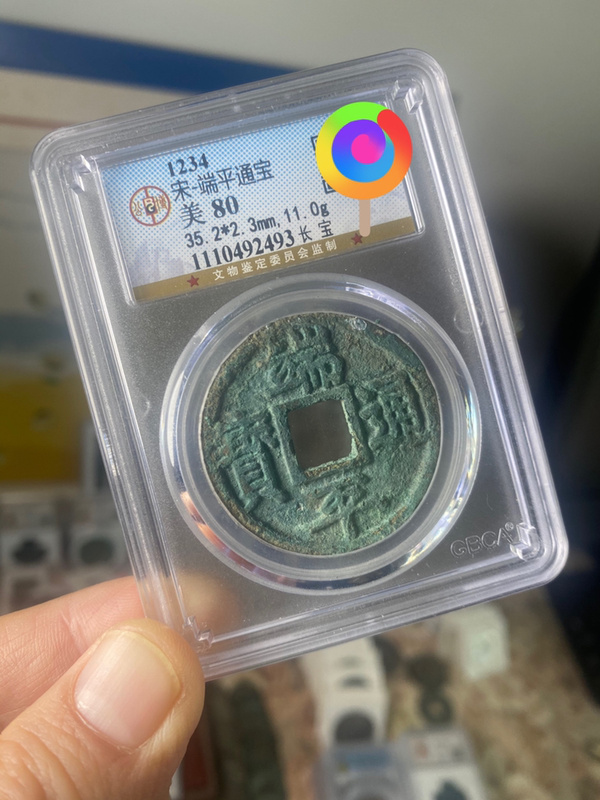 1234
宋-端平通宝
美 80
35.2*2.3mm, 11.0g
1110492493 长 宝
文物鉴定委员会监制
端平通寳
GBCA®